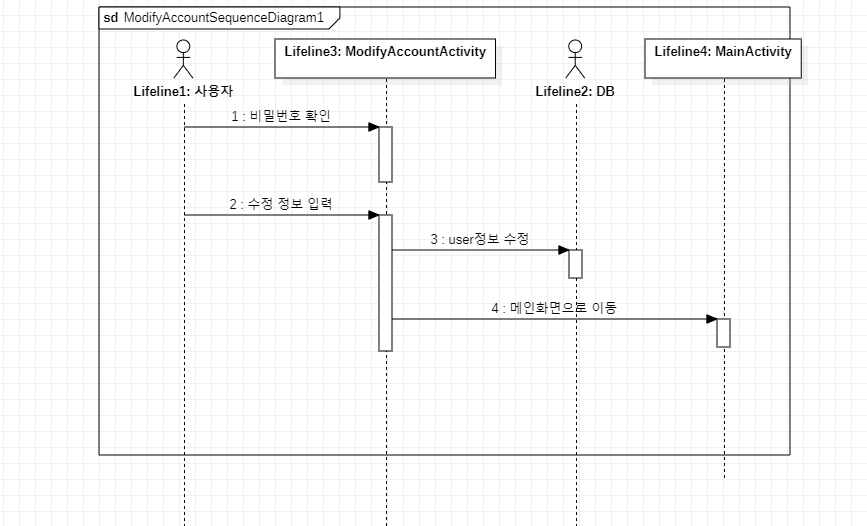 sd ModifyAccountSequenceDiagram1
Lifeline3: ModifyAccountActivity
Lifeline4: MainActivity
Lifeline1: 사용자
Lifeline2: DB
1 : 비밀번호 확인
2 : 수정 정보 입력
3 : user정보 수정
4 : 메인화면으로 이동